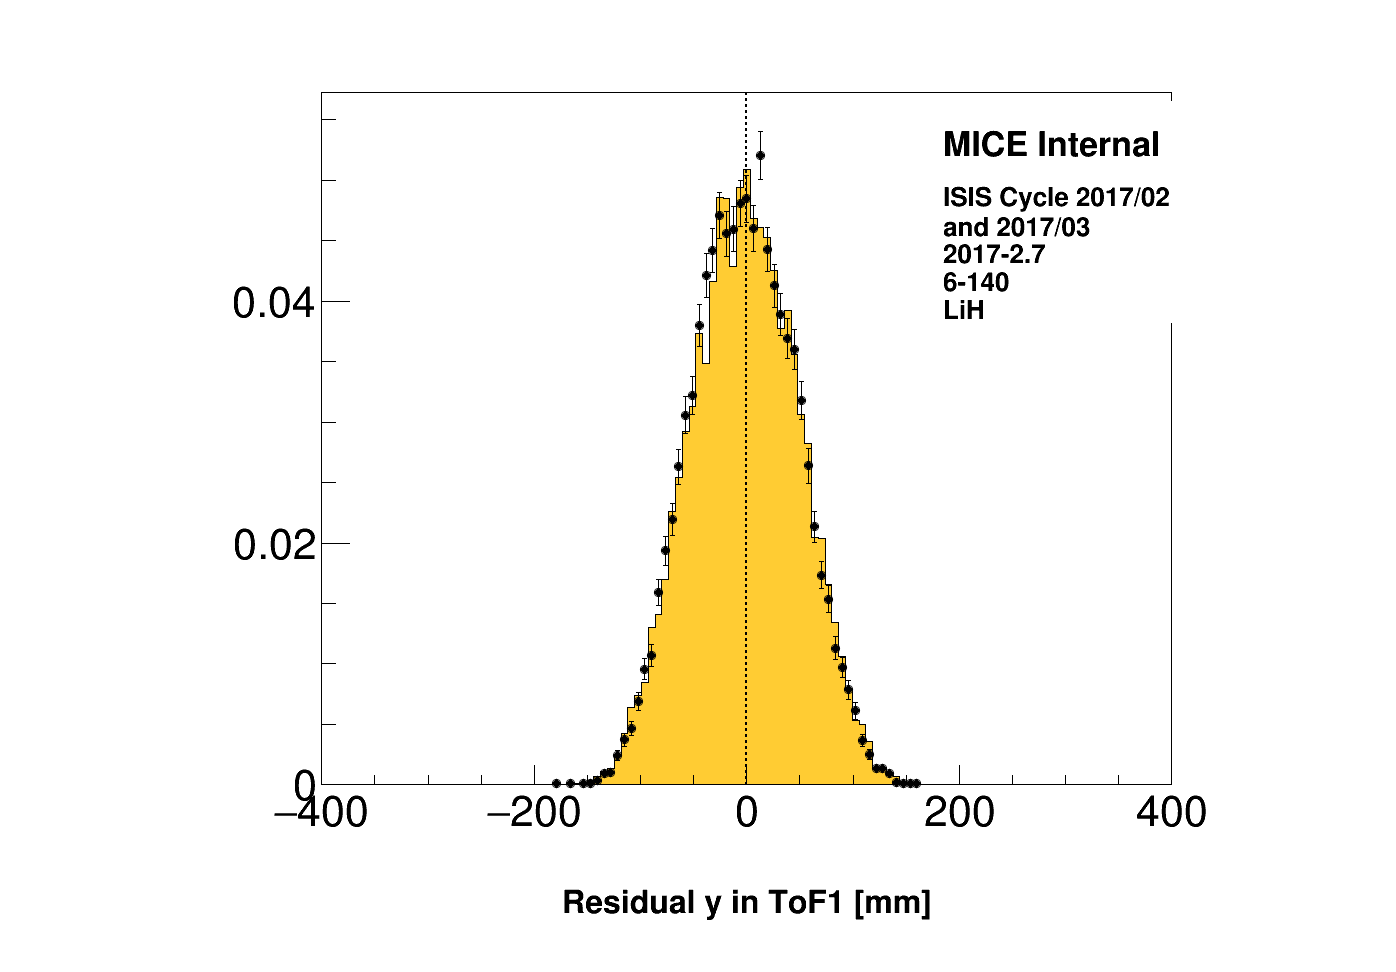 MICE Internal
ISIS Cycle 2017/02
and 2017/03
2017-2.7
6-140
LiH
0.04
0.02
0
−400 −200 0 200 400
Residual y in ToF1 [mm]